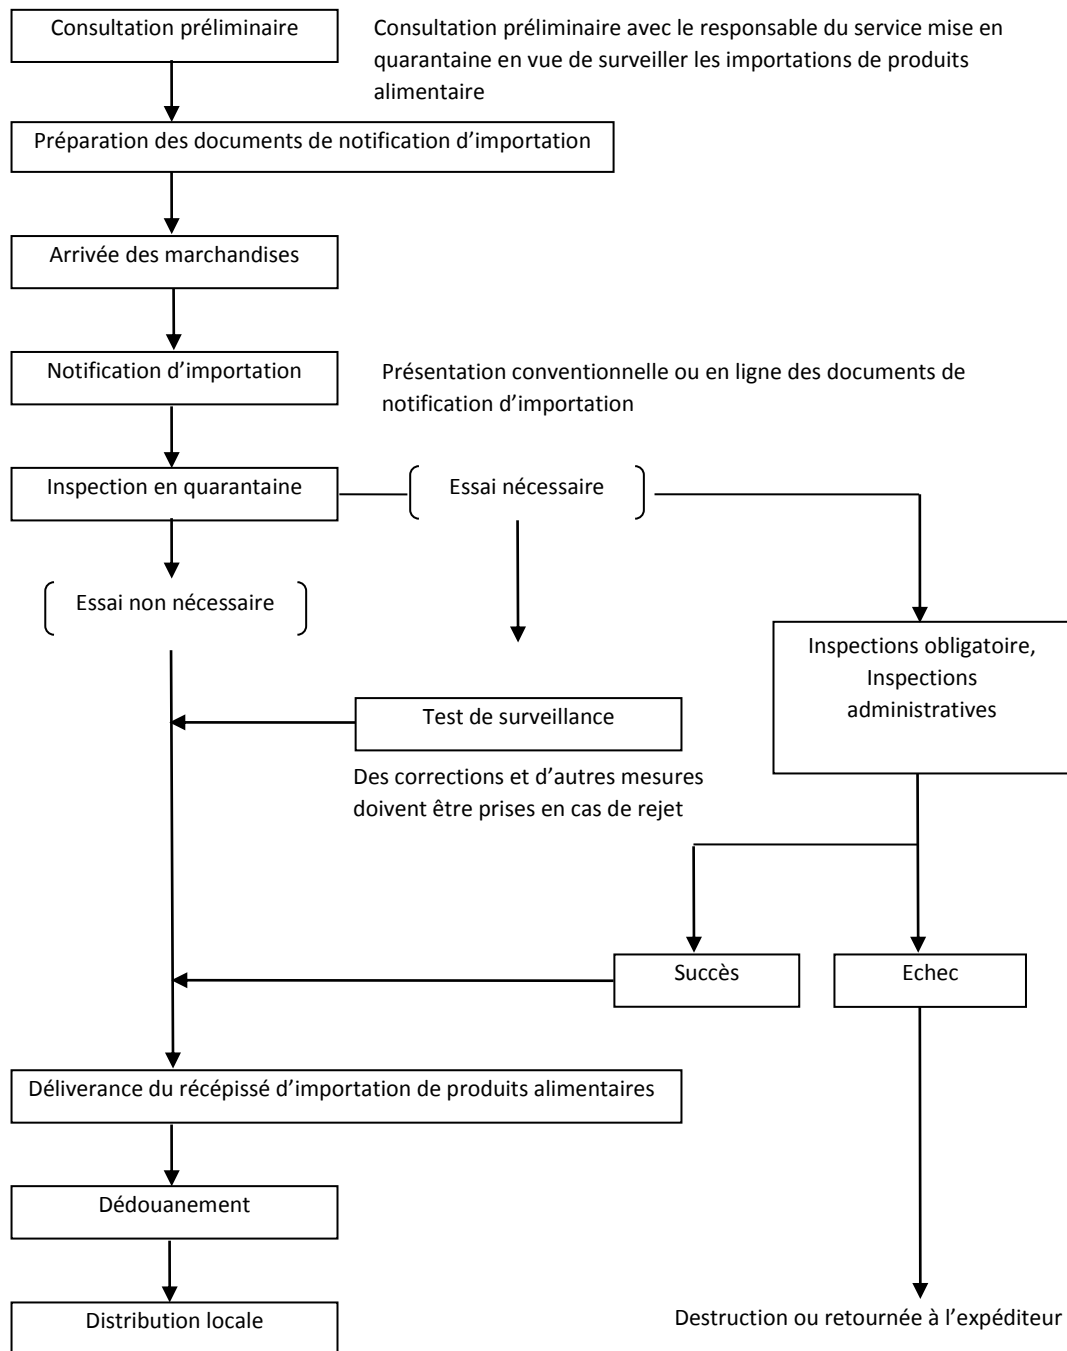 Consultation préliminaire
Consultation préliminaire avec le responsable du service mise en
quarantaine en vue de surveiller les importations de produits
alimentaire
Préparation des documents de notification d’importation
Arrivée des marchandises
Notification d’importation
Présentation conventionnelle ou en ligne des documents de
notification d’importation
Inspection en quarantaine
Essai nécessaire
Essai non nécessaire
Inspections obligatoire,
Inspections
administratives
Test de surveillance
Des corrections et d’autres mesures
doivent être prises en cas de rejet
Succès
Echec
Déliverance du récépissé d’importation de produits alimentaires
Dédouanement
Distribution locale
Destruction ou retournée à l’expéditeur